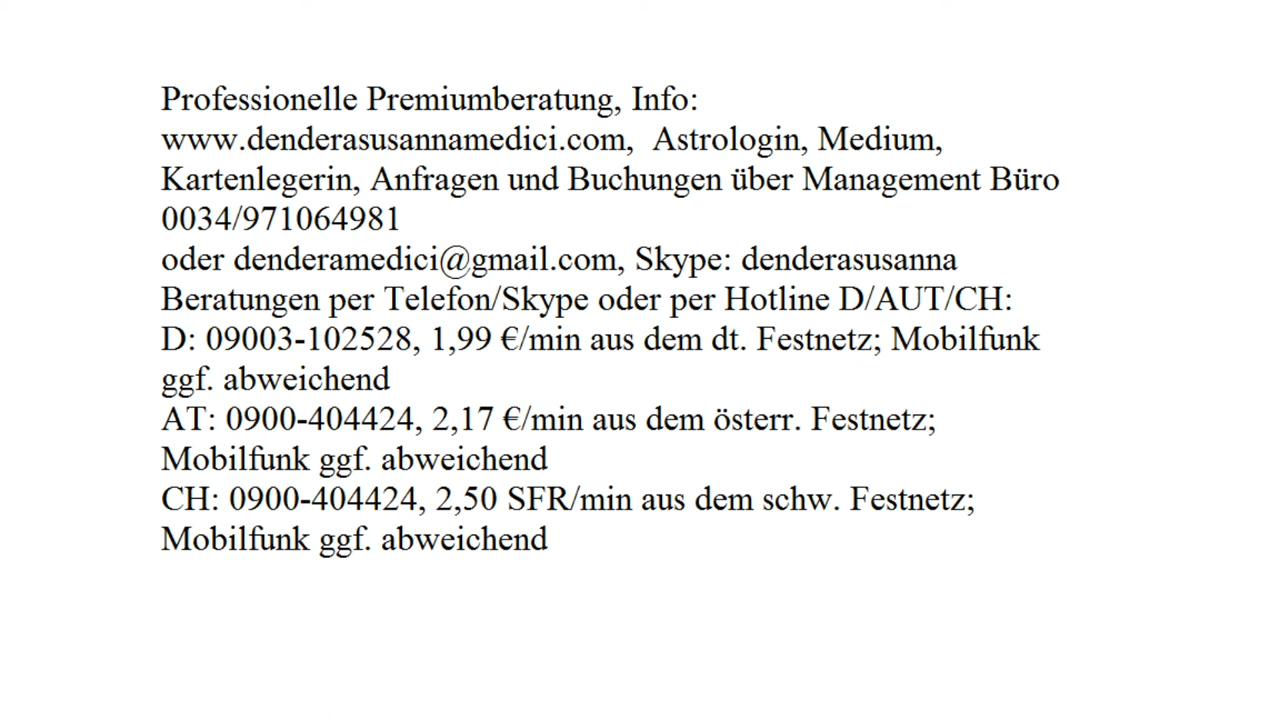 Professionelle Premiumberatung, Info:
www.denderasusannamedici.com,  Astrologin, Medium,
Kartenlegerin, Anfragen und Buchungen über Management Büro
0034/971064981
oder denderamedici@gmail.com, Skype: denderasusanna
Beratungen per Telefon/Skype oder per Hotline D/AUT/CH:
D: 09003-102528, 1,99 €/min aus dem dt. Festnetz; Mobilfunk
ggf. abweichend
AT: 0900-404424, 2,17 €/min aus dem österr. Festnetz;
Mobilfunk ggf. abweichend
CH: 0900-404424, 2,50 SFR/min aus dem schw. Festnetz;
Mobilfunk ggf. abweichend